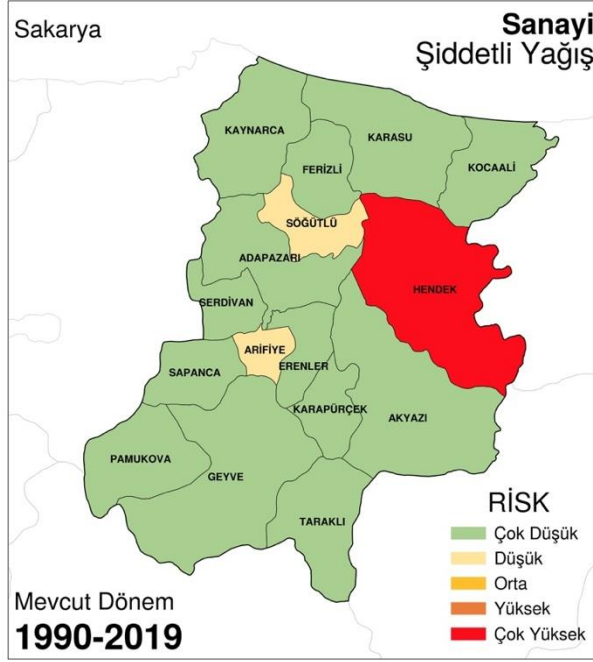 Sakarya
Sanayi
Şiddetli Yağış
KAYNARCA
KARASU
KOCAALİ
FERİZLİ
SÖĞÜTLÜ
ADAPAZARI
HENDEK
SERDİVAN
ARİFİYE
ERENLER
SAPANCA
KARAPÜRÇEK
AKYAZI
PAMUKOVA
GEYVE
TARAKLI
RİSK
Çok Düşük
Düşük
Orta
Yüksek
Çok Yüksek
Mevcut Dönem
1990-2019